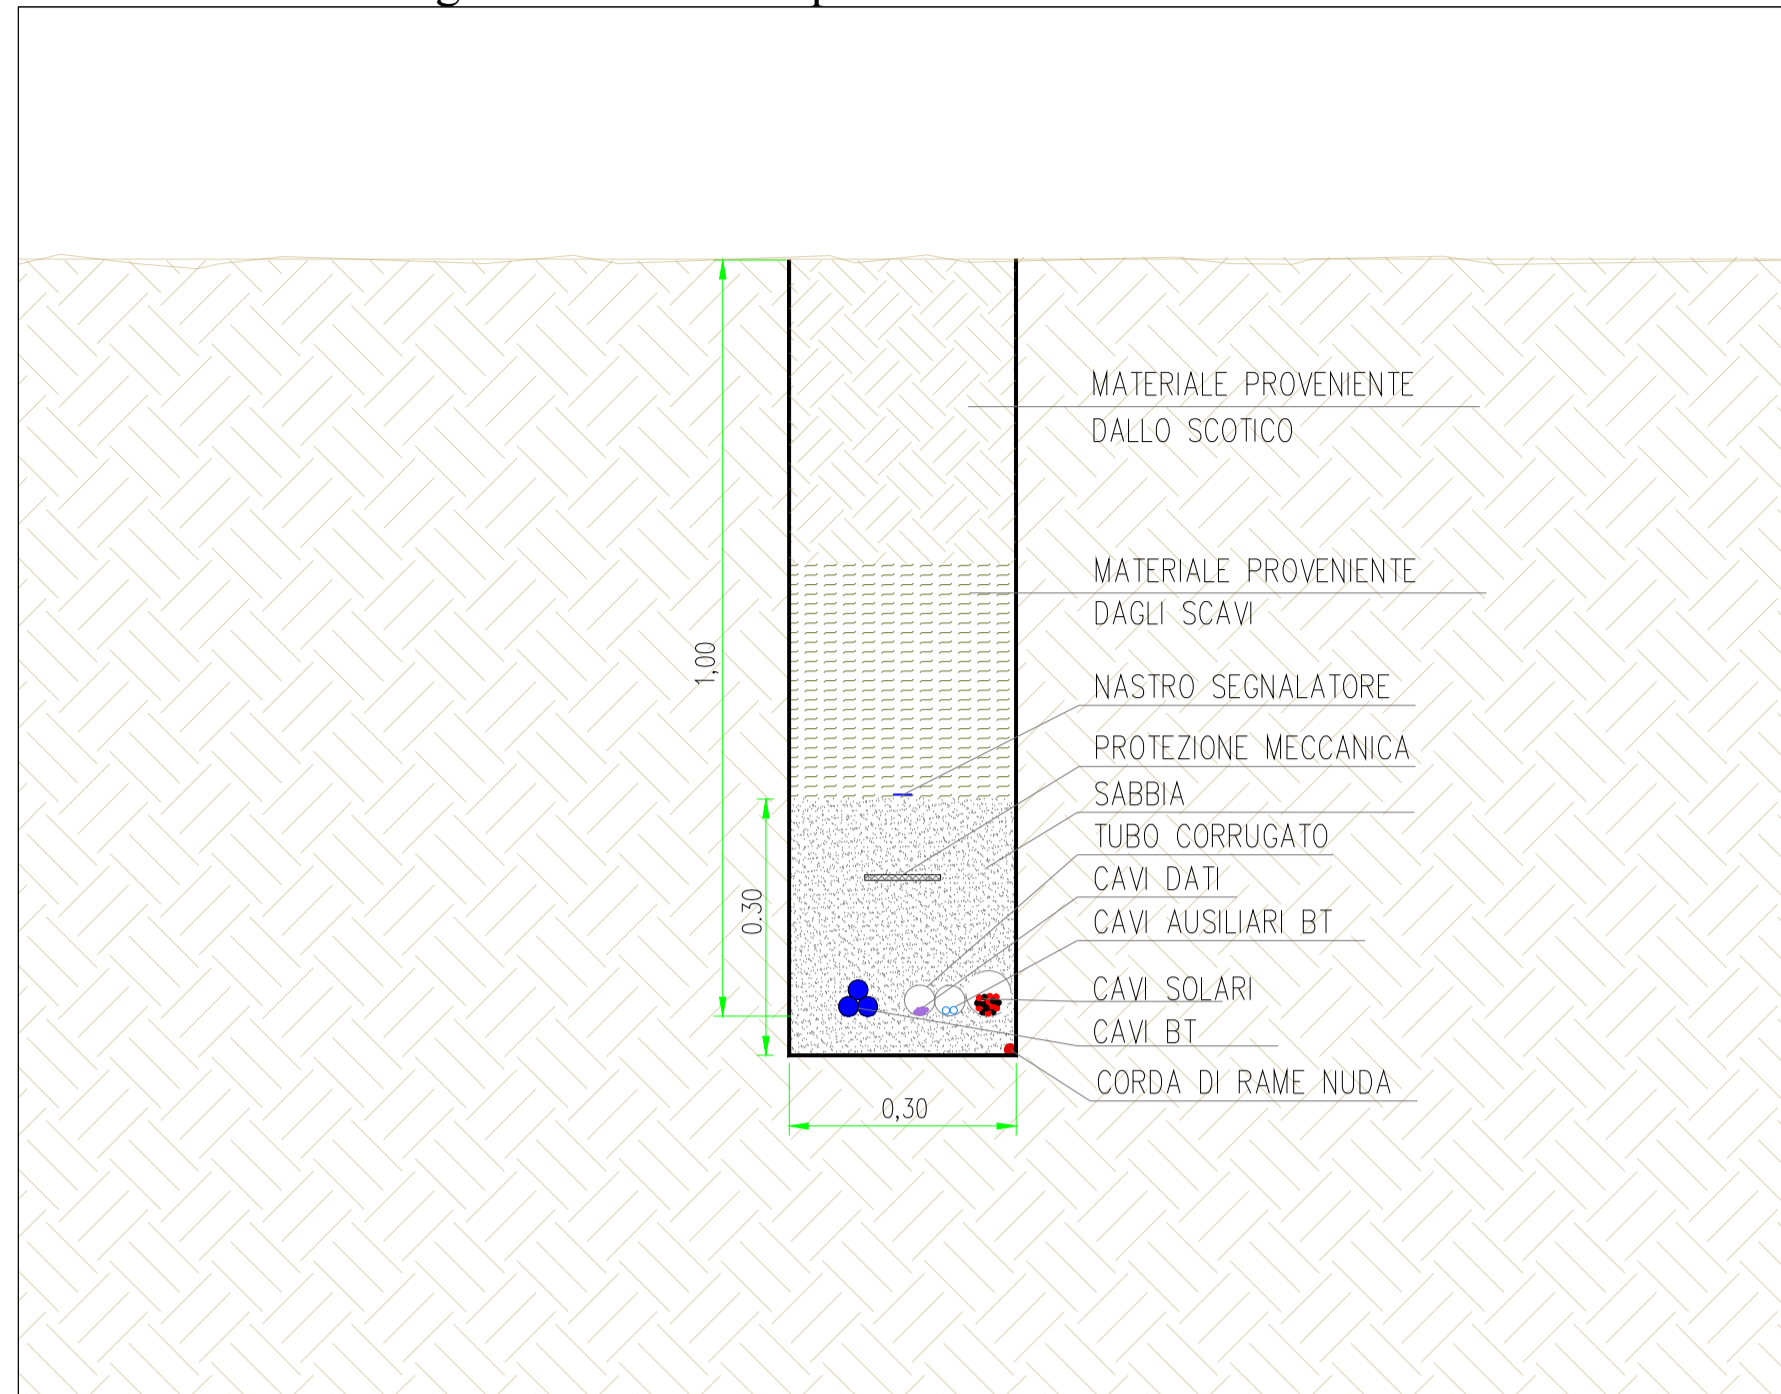 MATERIALE PROVENIENTE
DALLO SCOTICO
MATERIALE PROVENIENTE
DAGLI SCAVI
1,00
NASTRO SEGNALATORE
PROTEZIONE MECCANICA
SABBIA
TUBO CORRUGATO
CAVI DATI
0.30
CAVI AUSILIARI BT
CAVI SOLARI
CAVI BT
CORDA DI RAME NUDA
0,30